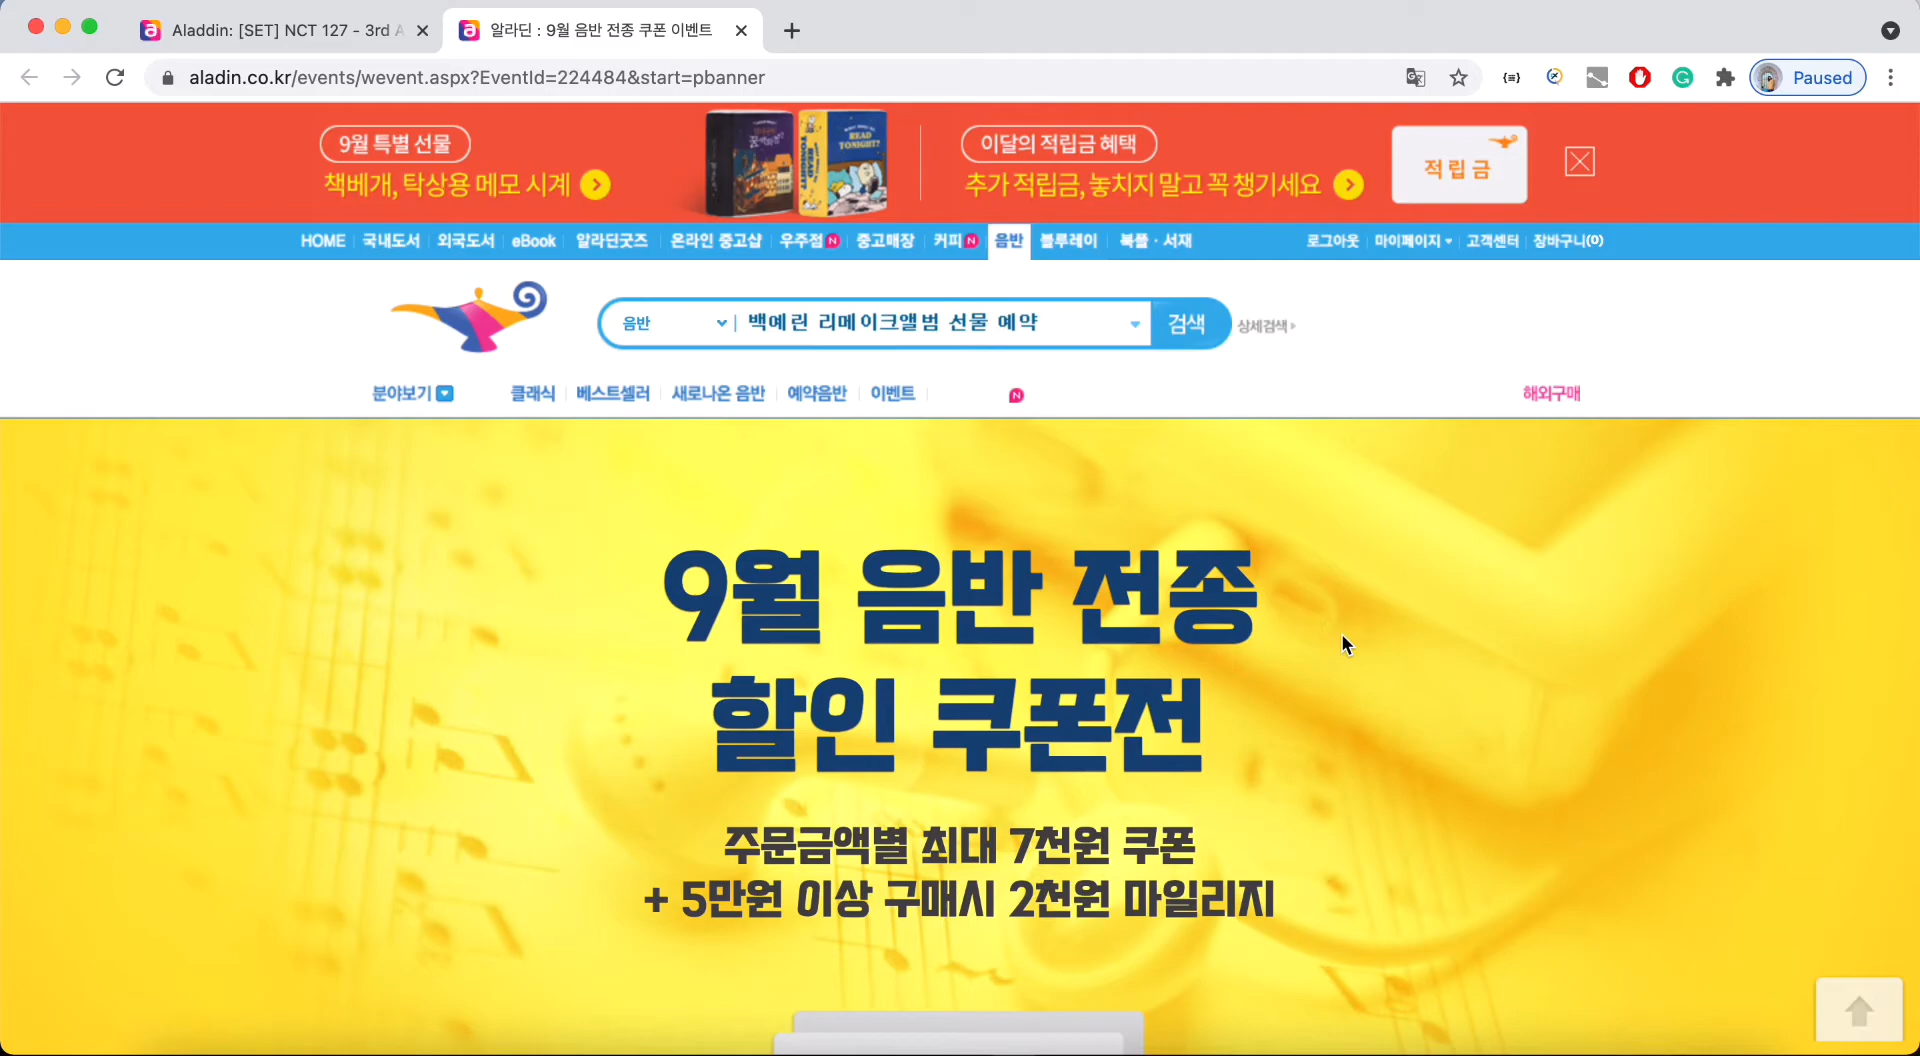 Aladdin: [SET] NCT 127 - 3rd A
알라딘 : 9월 음반 전종 쿠폰 이벤트
aladin.co.kr/events/wevent.aspx?EventId=224484&start=pbanner
Paused
9월 특별 선물
책베개, 탁상용 메모 시계
READ TONIGHT?
이달의 적립금 혜택
추가 적립금, 놓치지 말고 꼭 챙기세요
적립금
HOME 국내도서 외국도서 eBook 알라딘굿즈 온라인 중고샵 우주점 N 중고매장 커피 N 음반 블루레이 북플 · 서재 로그아웃 마이페이지 고객센터 장바구니(0)
음반 백예린 리메이크앨범 선물 예약 검색 상세검색
분야보기 클래식 베스트셀러 새로나온 음반 예약음반 이벤트 N 해외구매
9월 음반 전종
할인 쿠폰전
주문금액별 최대 7천원 쿠폰
+ 5만원 이상 구매시 2천원 마일리지